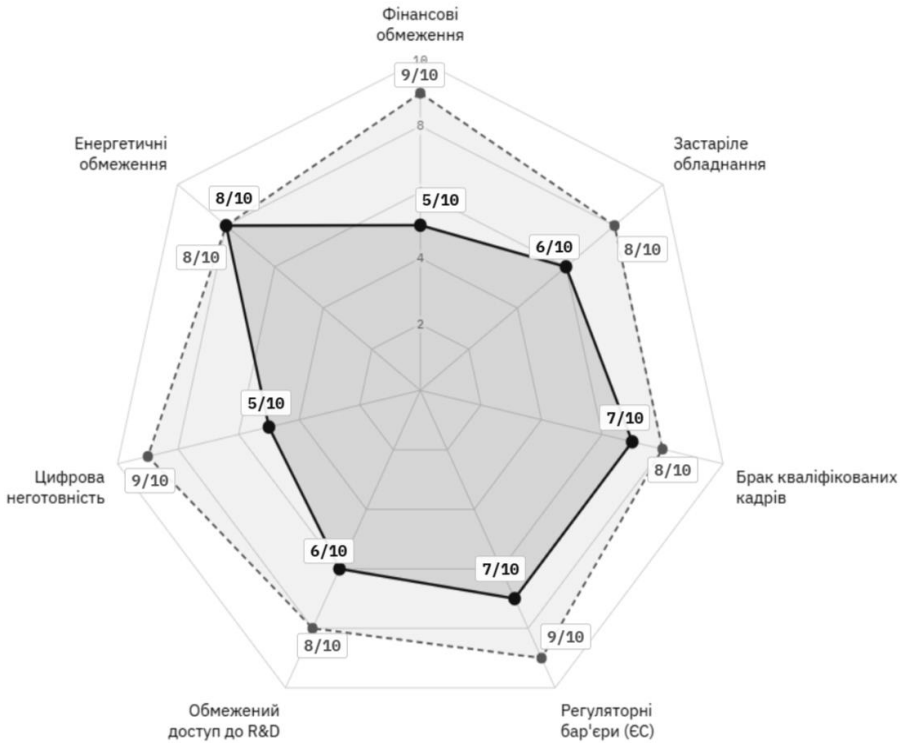 Фінансові
обмеження
10
9/10
8
Енергетичні
обмеження
Застаріле
обладнання
8/10
5/10
6/10
8/10
8/10
4
2
5/10
7/10
Цифрова
неготовність
9/10
8/10
Брак кваліфікованих
кадрів
6/10
7/10
8/10
9/10
Обмежений
доступ до R&D
Регуляторні
бар'єри (ЄС)